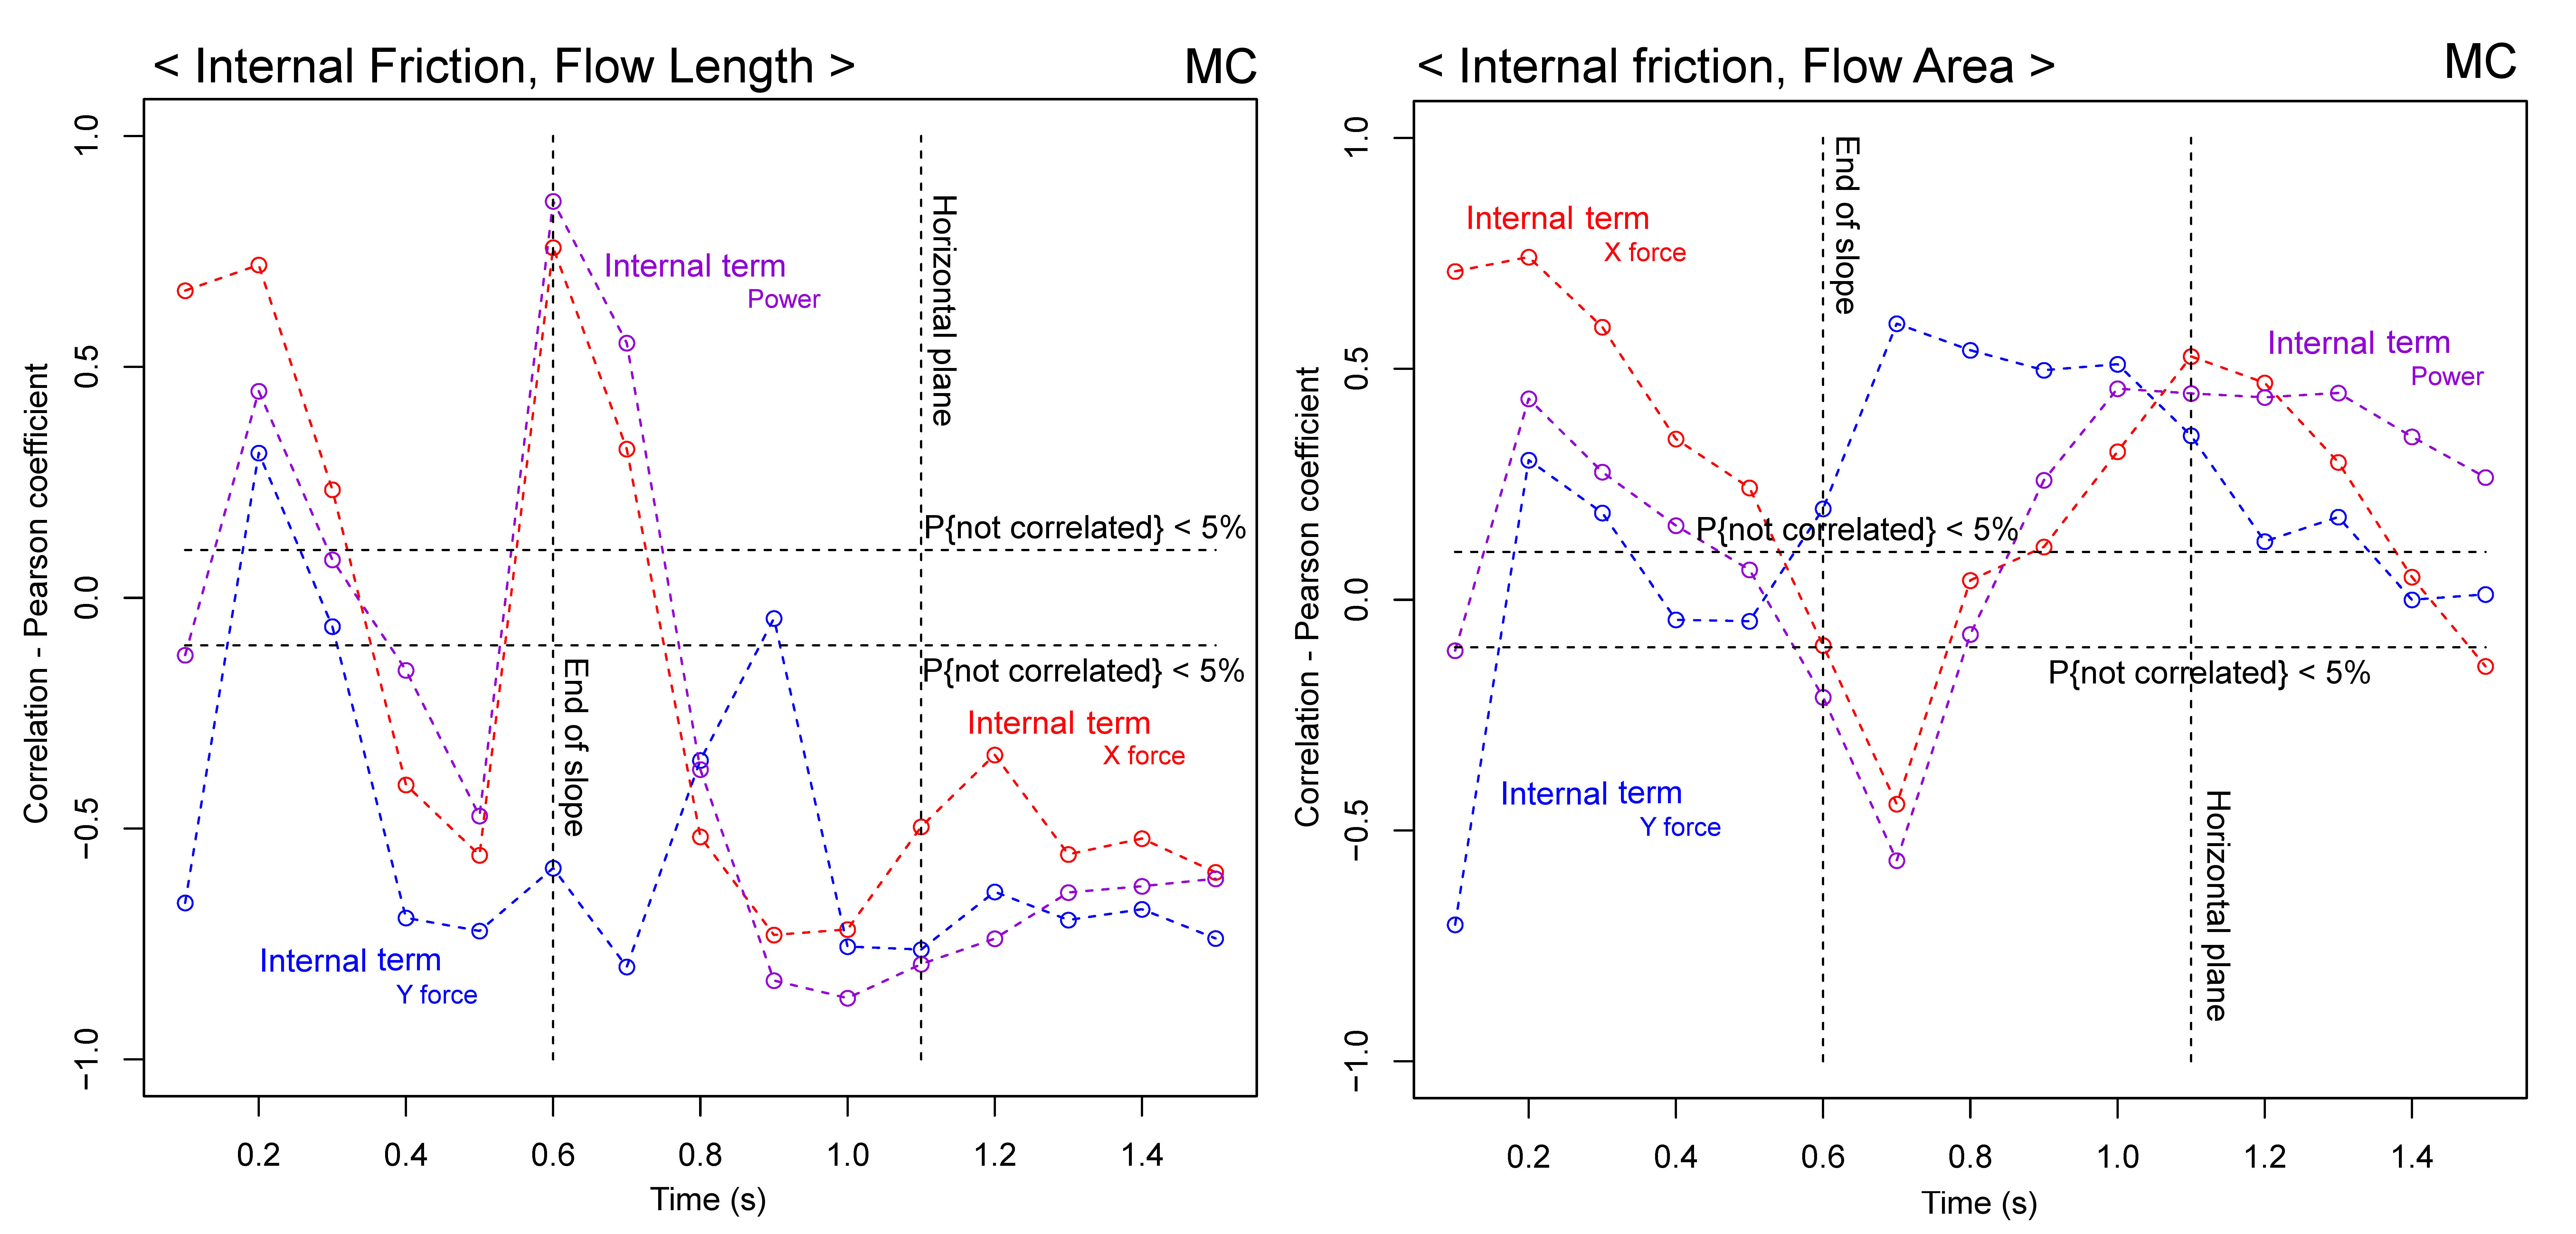 < Internal Friction, Flow Length >
MC
1.0
0.5
0.0
−0.5
−1.0
Correlation - Pearson coefficient
Internal term
Power
Horizontal plane
P{not correlated} < 5%
P{not correlated} < 5%
End of slope
Internal term
X force
Internal term
Y force
0.2
0.4
0.6
0.8
1.0
1.2
1.4
Time (s)
< Internal friction, Flow Area >
MC
1.0
0.5
0.0
−0.5
−1.0
Correlation - Pearson coefficient
Internal term
X force
End of slope
Internal term
Power
P{not correlated} < 5%
P{not correlated} < 5%
Internal term
Y force
Horizontal plane
0.2
0.4
0.6
0.8
1.0
1.2
1.4
Time (s)